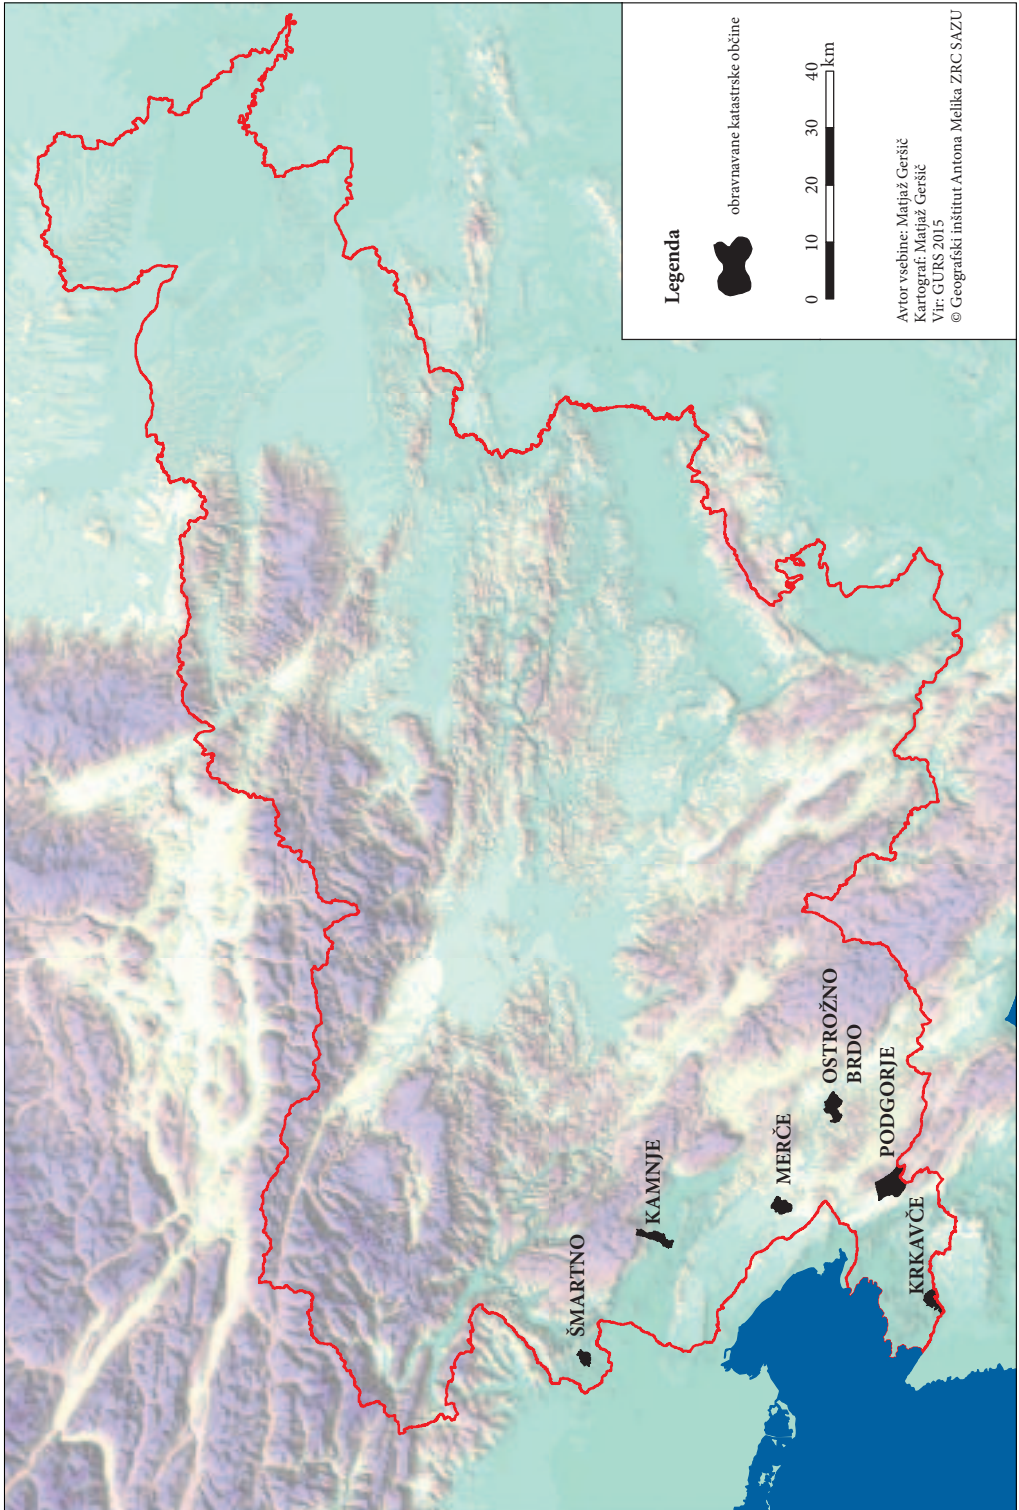 ŠMARTNO
KAMNJE
MERČE
OSTROŽNO
BRDO
PODGORJE
KRKAVČE
Legenda
obravnavane katastrske občine
0 10 20 30 40
km
Avtor vsebine: Matjaž Geršič
Kartograf: Matjaž Geršič
Vir: GURS 2015
© Geografski inštitut Antona Melika ZRC SAZU